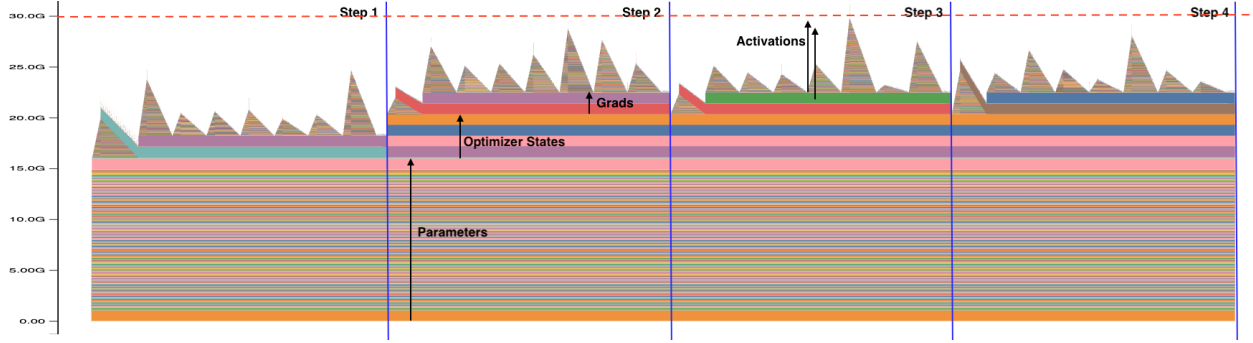 30.0G
Step 1
Step 2
Step 3
Step 4
Activations
25.0G
Grads
20.0G
Optimizer States
15.0G
Parameters
10.0G
5.00G
0.00